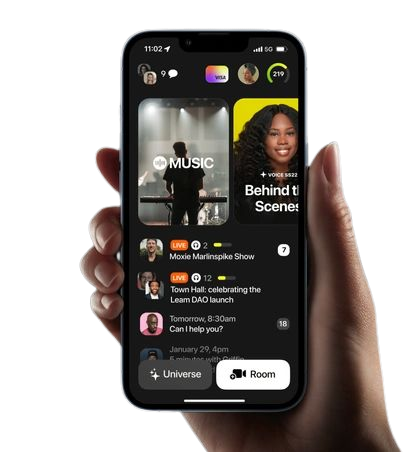 11:02
5G
9
VISA
219
MUSIC
VOICE SS22
Behind th
Scenes
LIVE 2
Moxie Marlinspike Show
7
LIVE 12
Town Hall: celebrating the
Leam DAO launch
Tomorrow, 8:30am
Can I help you?
18
January 29, 4pm
5 minutes with Griffin
Universe
Room